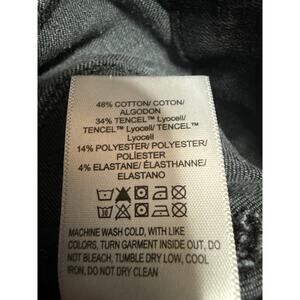 48% COTTON/ COTON/
ALGODON
34% TENCEL™ Lyocell/
TENCEL™ Lyocell/ TENCEL™
Lyocell
14% POLYESTER/ POLYESTER/
POLIÉSTER
4% ELASTANE/ ÉLASTHANNE/
ELASTANO
MACHINE WASH COLD, WITH LIKE
COLORS, TURN GARMENT INSIDE OUT, DO
NOT BLEACH, TUMBLE DRY LOW, COOL
IRON, DO NOT DRY CLEAN